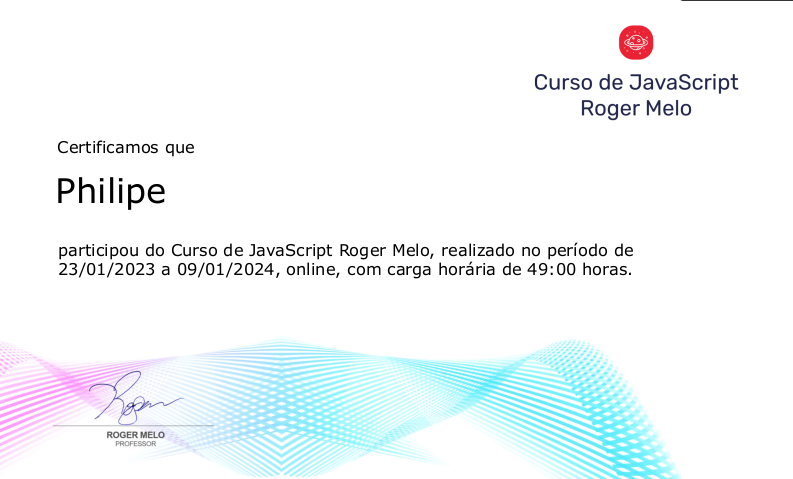 Curso de JavaScript
Roger Melo
Certificamos que
Philipe
participou do Curso de JavaScript Roger Melo, realizado no período de
23/01/2023 a 09/01/2024, online, com carga horária de 49:00 horas.
Roger
ROGER MELO
PROFESSOR